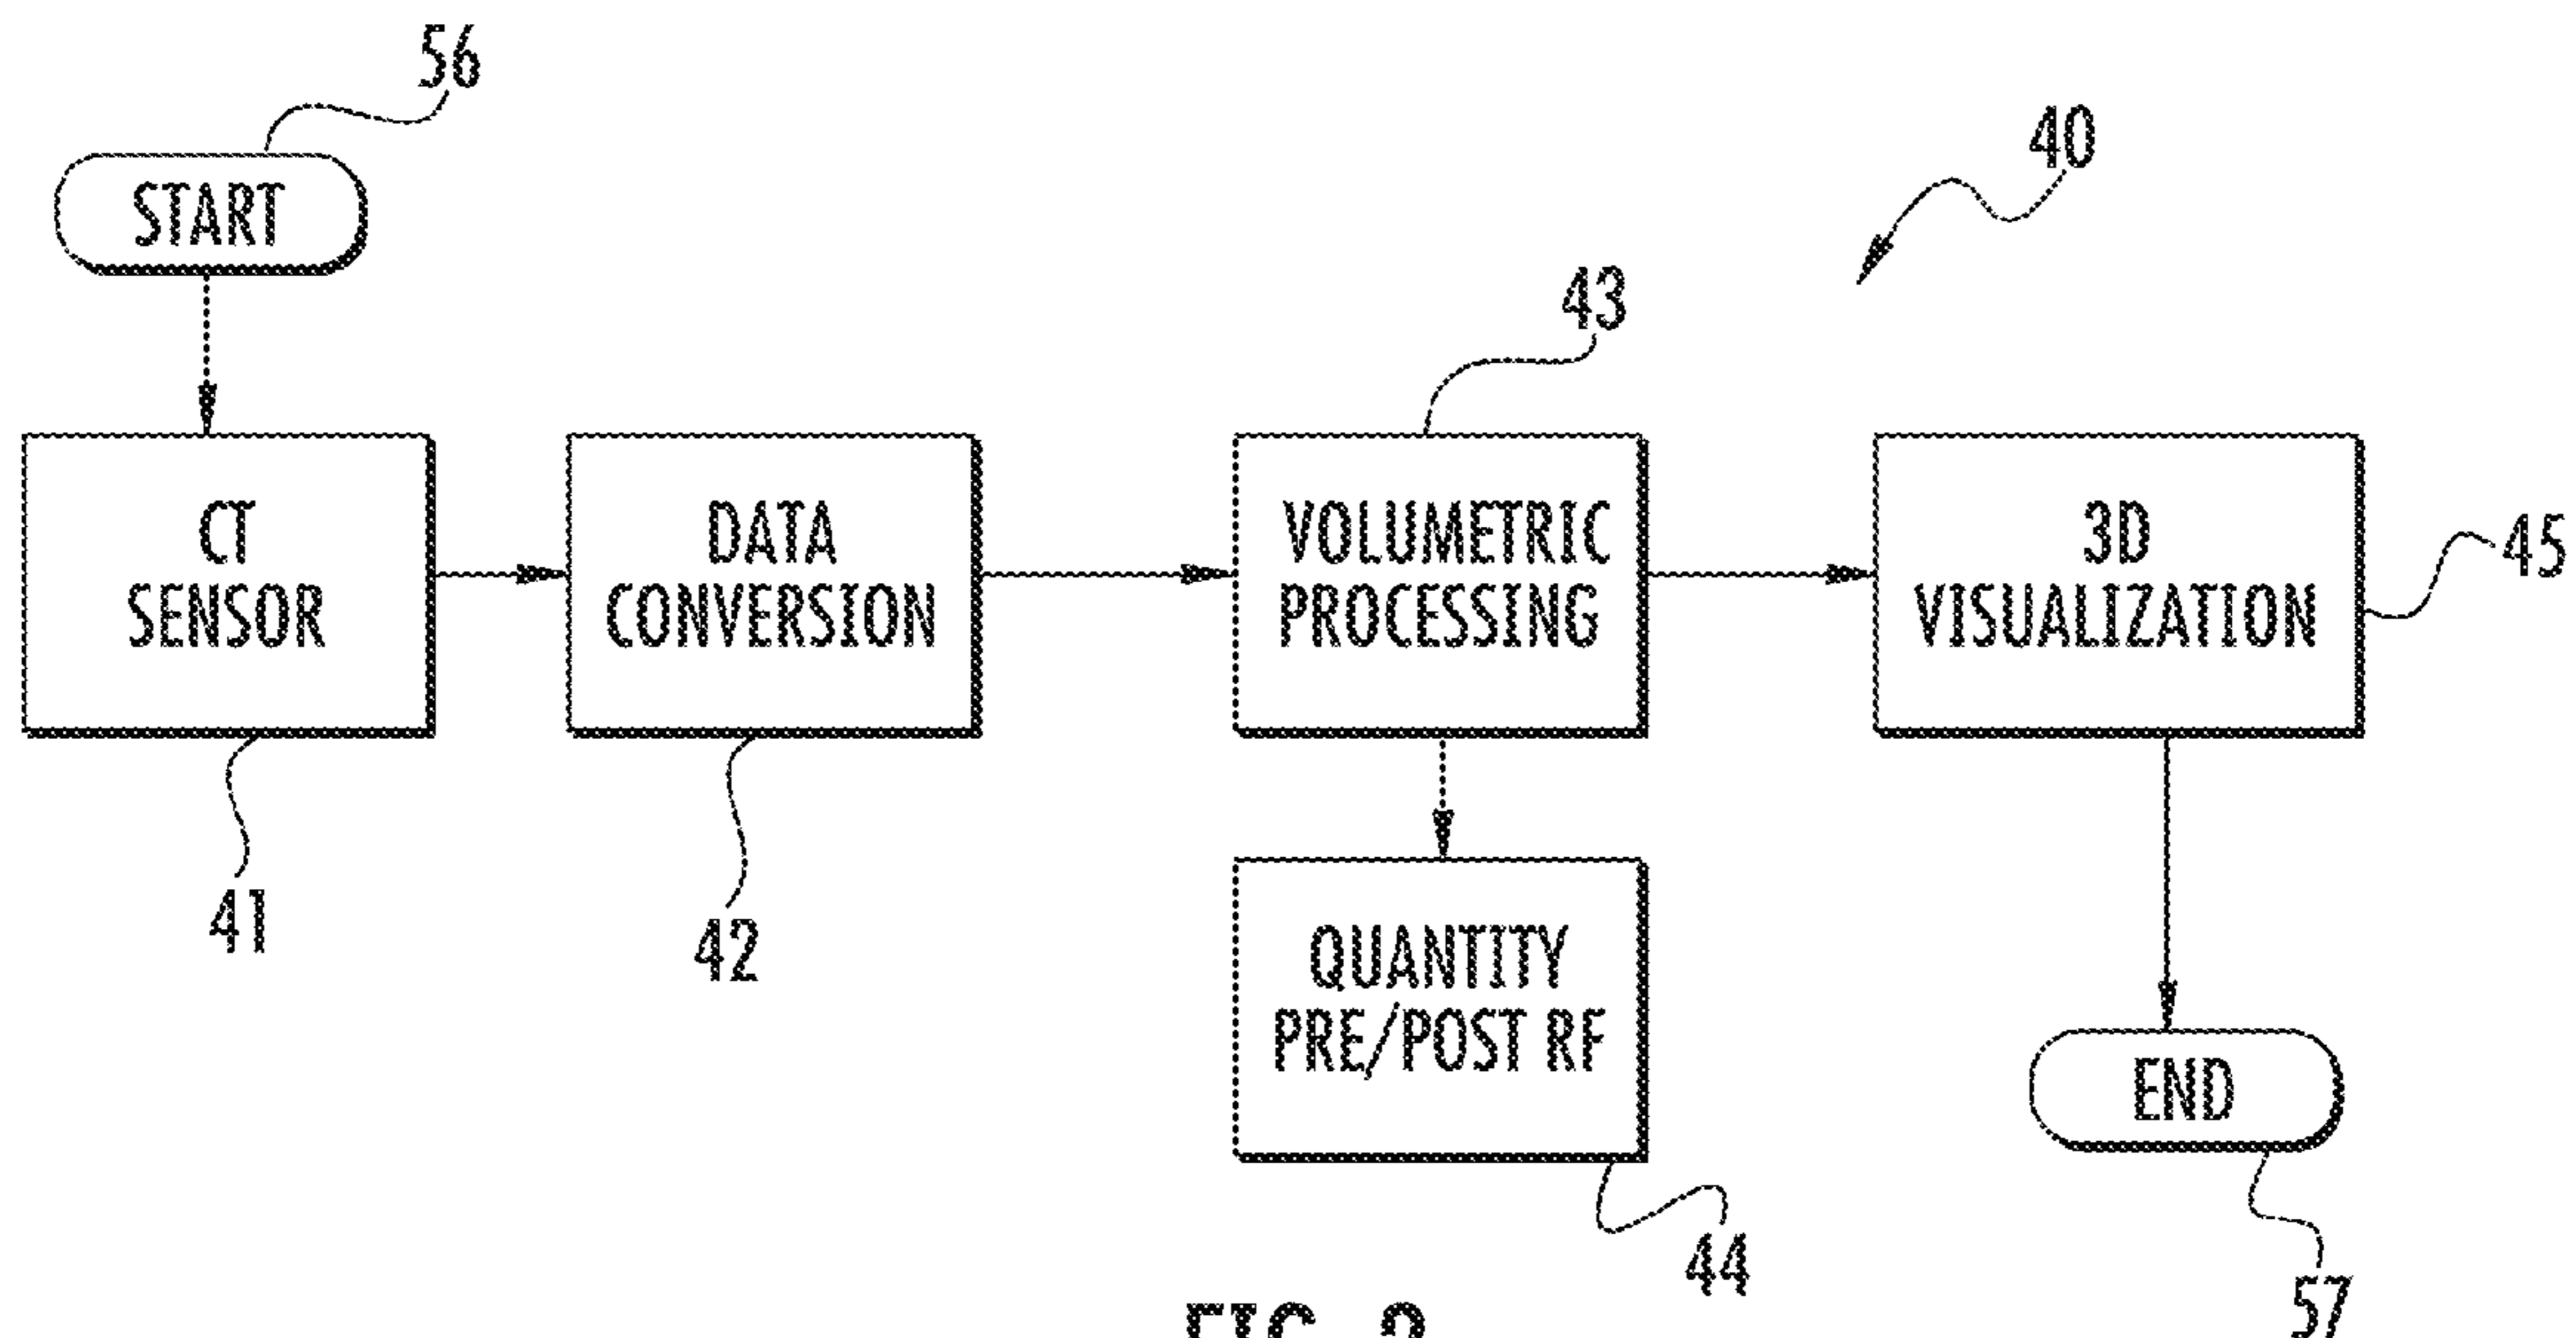 56
START
40
43
CT
SENSOR
DATA
CONVERSION
VOLUMETRIC
PROCESSING
3D
VISUALIZATION
45
41
42
QUANTITY
PRE/POST RF
END
44
57